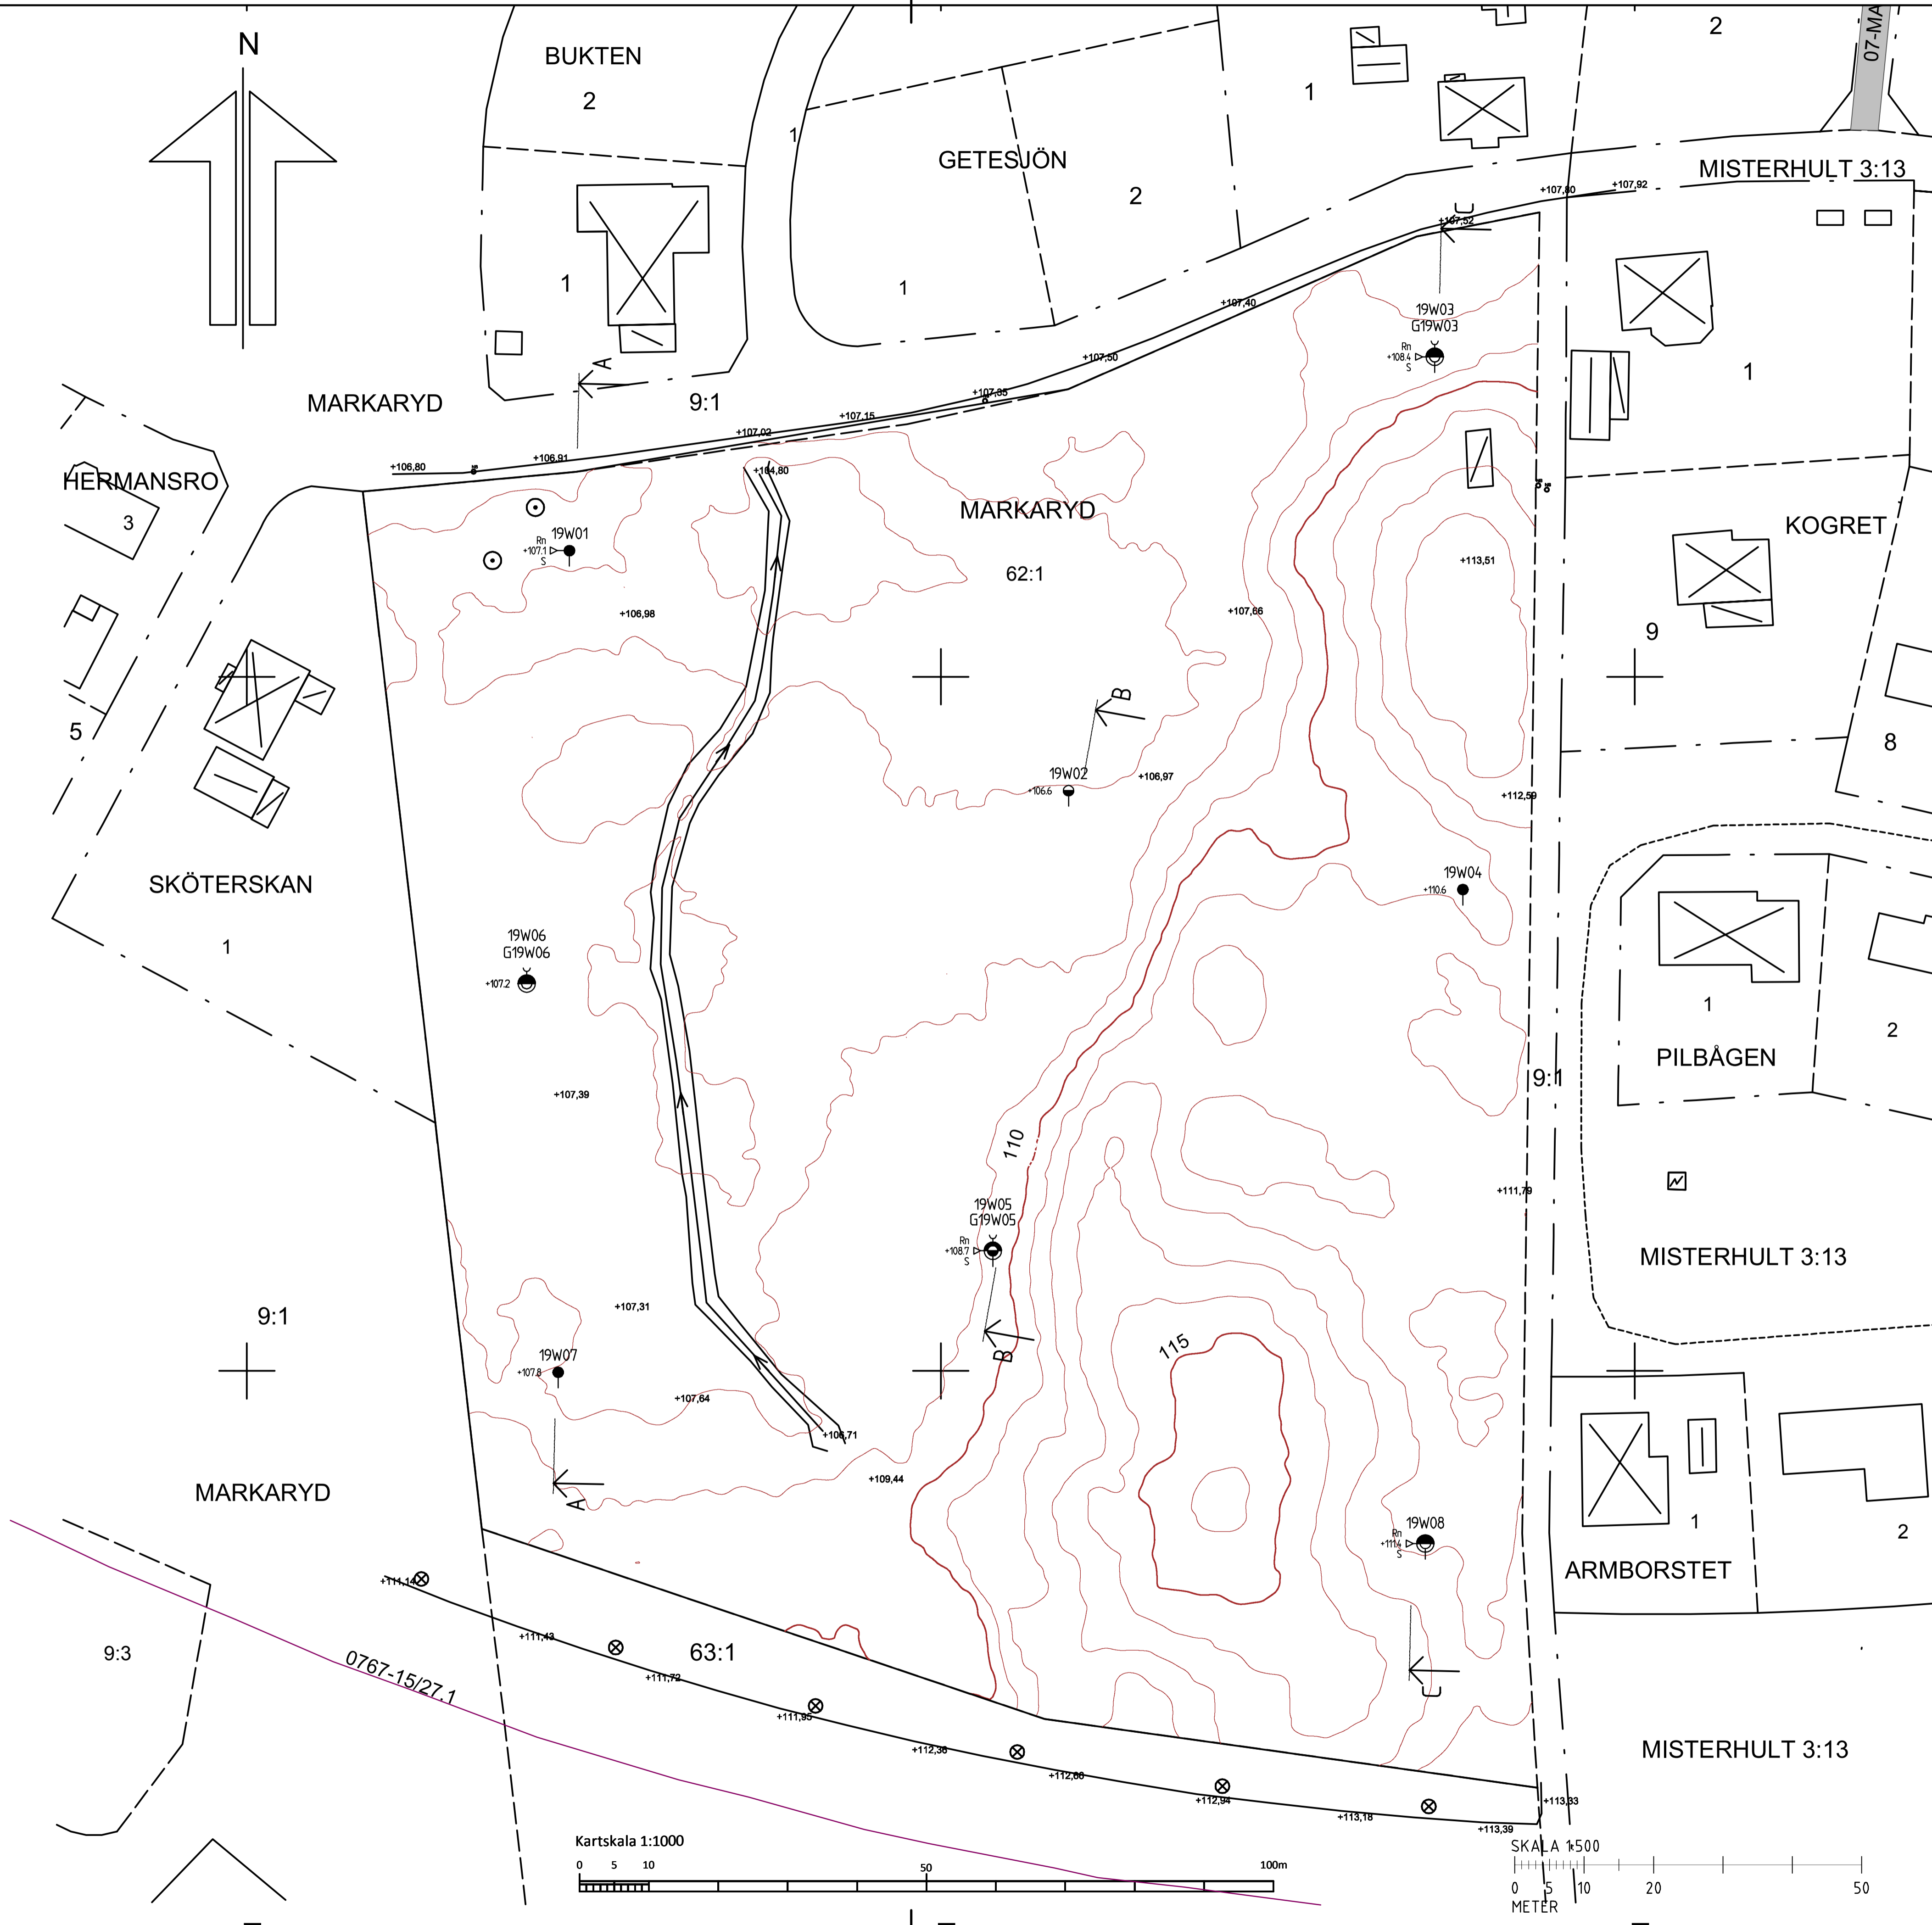 N
BUKTEN
2
1
1
GETESJÖN
1
2
1
2
07-MA
MISTERHULT 3:13
+107,80
+107,92
+107,52
C
+107,40
19W03
G19W03
Rn
+108.4
S
1
A
MARKARYD
9:1
+107,50
+107,35
+107,15
+107,02
+106,91
+106,80
+104,80
HERMANSRO
3
MARKARYD
62:1
KOGRET
19W01
Rn
+107.1
S
+113,51
+106,98
+107,66
9
5
B
8
19W02
+106.6
+106,97
+112,59
SKÖTERSKAN
1
19W04
+110.6
19W06
G19W06
+107.2
1
2
PILBÅGEN
9:1
+107,39
110
+111,79
19W05
G19W05
Rn
+108.7
S
MISTERHULT 3:13
9:1
+107,31
115
B
19W07
+107.8
+107,64
+106,71
+109,44
MARKARYD
A
19W08
Rn
+111.4
S
1
2
ARMBORSTET
+111,14
+111,43
63:1
9:3
0767-15/27.1
+111,72
+111,95
C
+112,36
+112,66
+112,94
+113,18
+113,39
+113,33
MISTERHULT 3:13
Kartskala 1:1000
0 5 10 50 100m
SKALA 1:500
0 5 10 20 50
METER